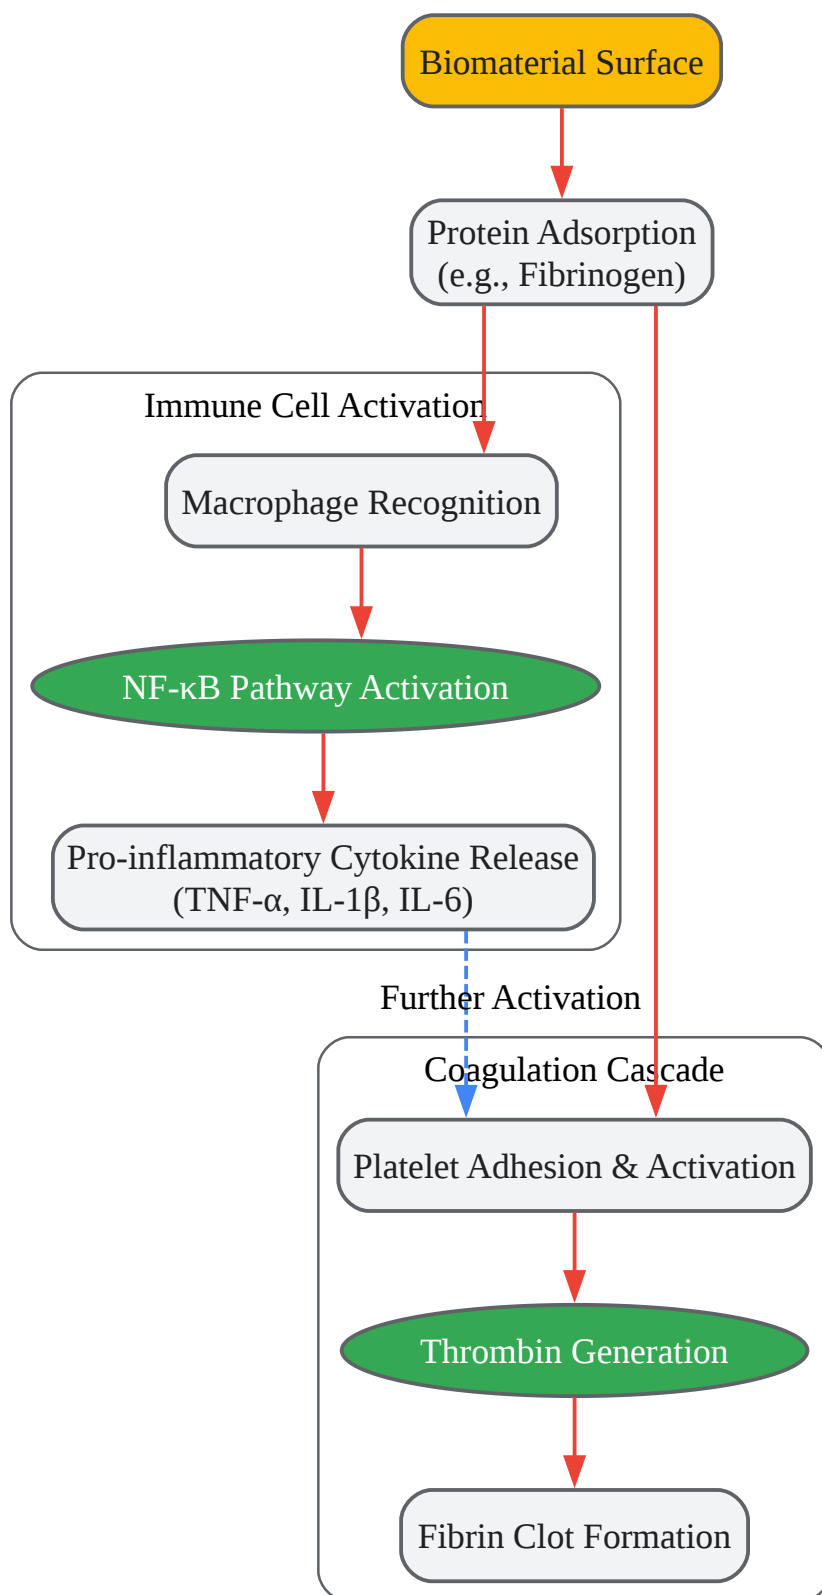 Biomaterial Surface
Protein Adsorption
(e.g., Fibrinogen)
Immune Cell Activation
Macrophage Recognition
NF-κB Pathway Activation
Pro-inflammatory Cytokine Release
(TNF-α, IL-1β, IL-6)
Further Activation
Coagulation Cascade
Platelet Adhesion & Activation
Thrombin Generation
Fibrin Clot Formation